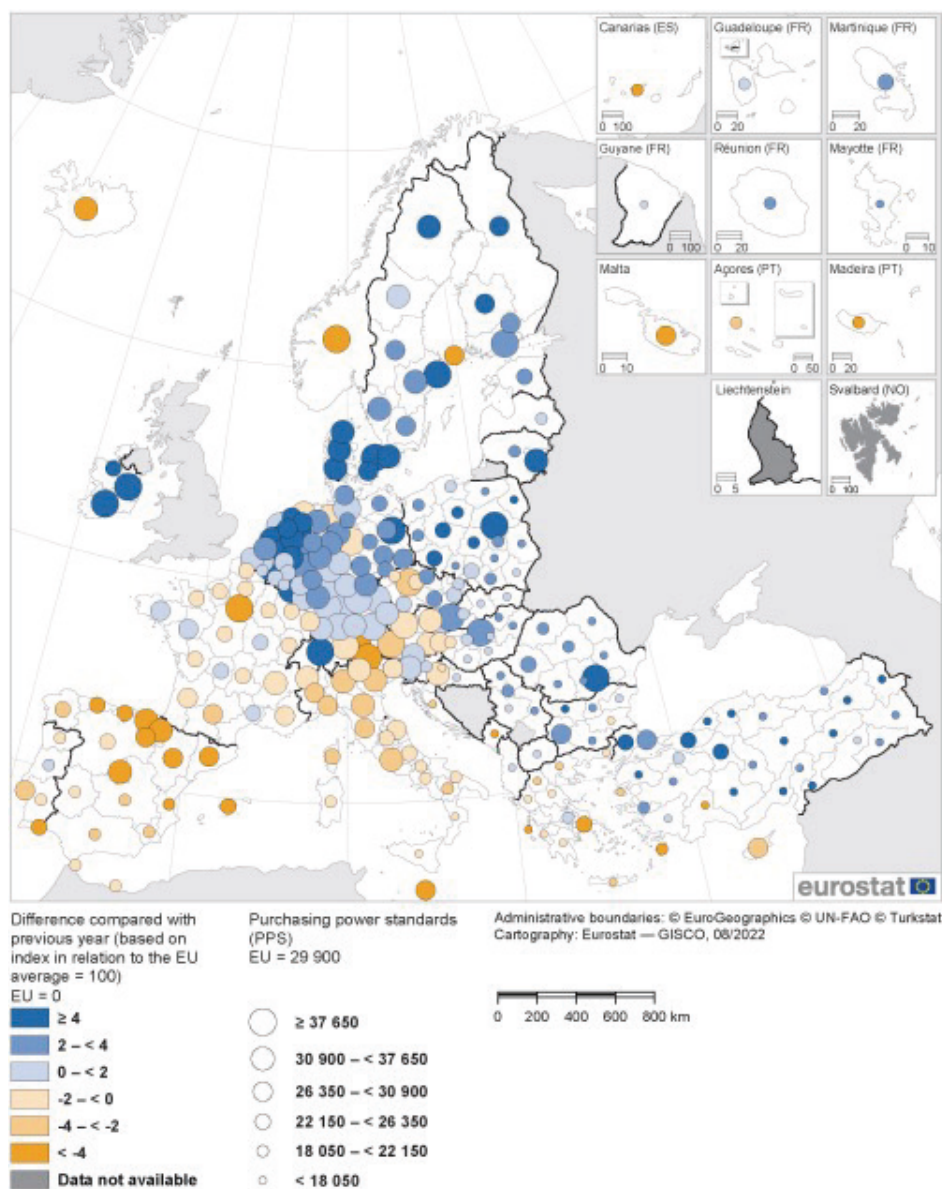 Canarias (ES)
0 100
Guadeloupe (FR)
0 20
Martinique (FR)
0 20
Guyane (FR)
0 100
Réunion (FR)
0 20
Mayotte (FR)
0 10
Malta
0 10
Açores (PT)
0 50
Madeira (PT)
0 20
Liechtenstein
0 5
Svalbard (NO)
0 100
eurostat
Difference compared with
previous year (based on
index in relation to the EU
average = 100)
EU = 0
≥ 4
2 – < 4
0 – < 2
-2 – < 0
-4 – < -2
< -4
Data not available
Purchasing power standards
(PPS)
EU = 29 900
≥ 37 650
30 900 – < 37 650
26 350 – < 30 900
22 150 – < 26 350
18 050 – < 22 150
< 18 050
Administrative boundaries: © EuroGeographics © UN-FAO © Turkstat
Cartography: Eurostat — GISCO, 08/2022
0 200 400 600 800 km